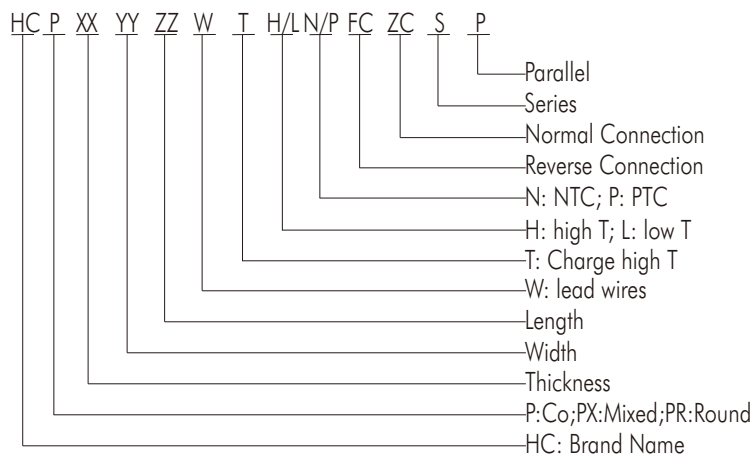 HC P XX YY ZZ W T H/L N/P FC ZC S P
Parallel
Series
Normal Connection
Reverse Connection
N: NTC; P: PTC
H: high T; L: low T
T: Charge high T
W: lead wires
Length
Width
Thickness
P:Co;PX:Mixed;PR:Round
HC: Brand Name